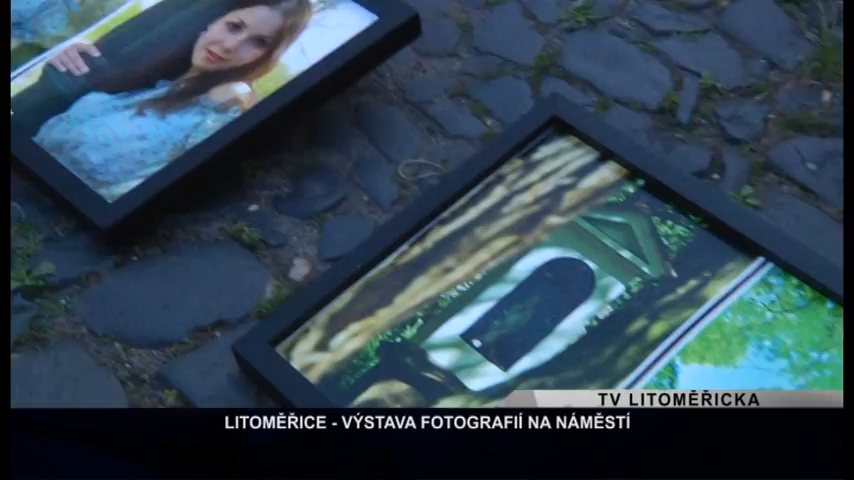 TV LITOMĚŘICKA
LITOMĚŘICE - VÝSTAVA FOTOGRAFIÍ NA NÁMĚSTÍ